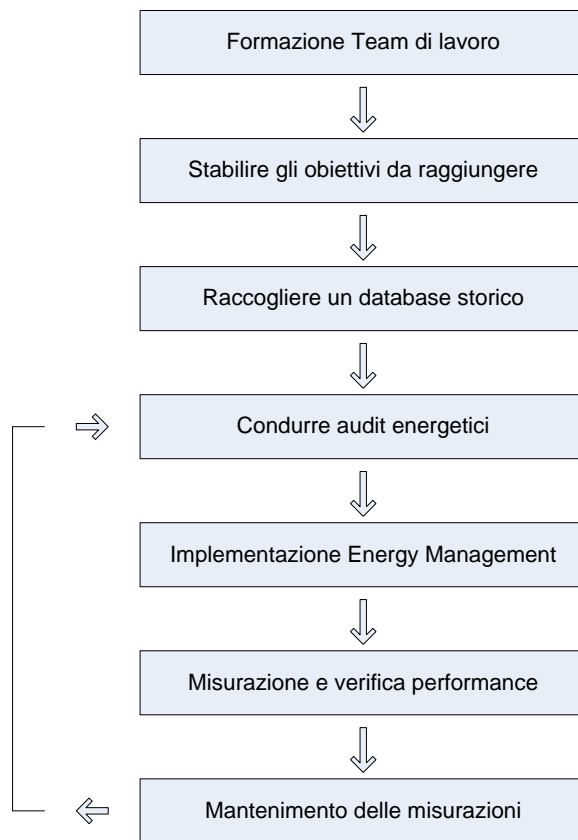 Formazione Team di lavoro
Stabilire gli obiettivi da raggiungere
Raccogliere un database storico
Condurre audit energetici
Implementazione Energy Management
Misurazione e verifica performance
Mantenimento delle misurazioni